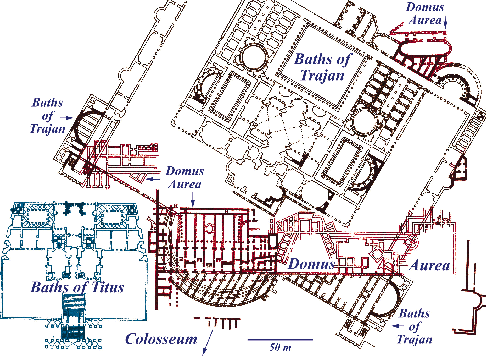 Domus
Aurea
Baths of
Trajan
Baths
of
Trajan
Domus
Aurea
Domus
Aurea
Baths of Titus
Baths
of
Trajan
Colosseum
50 m